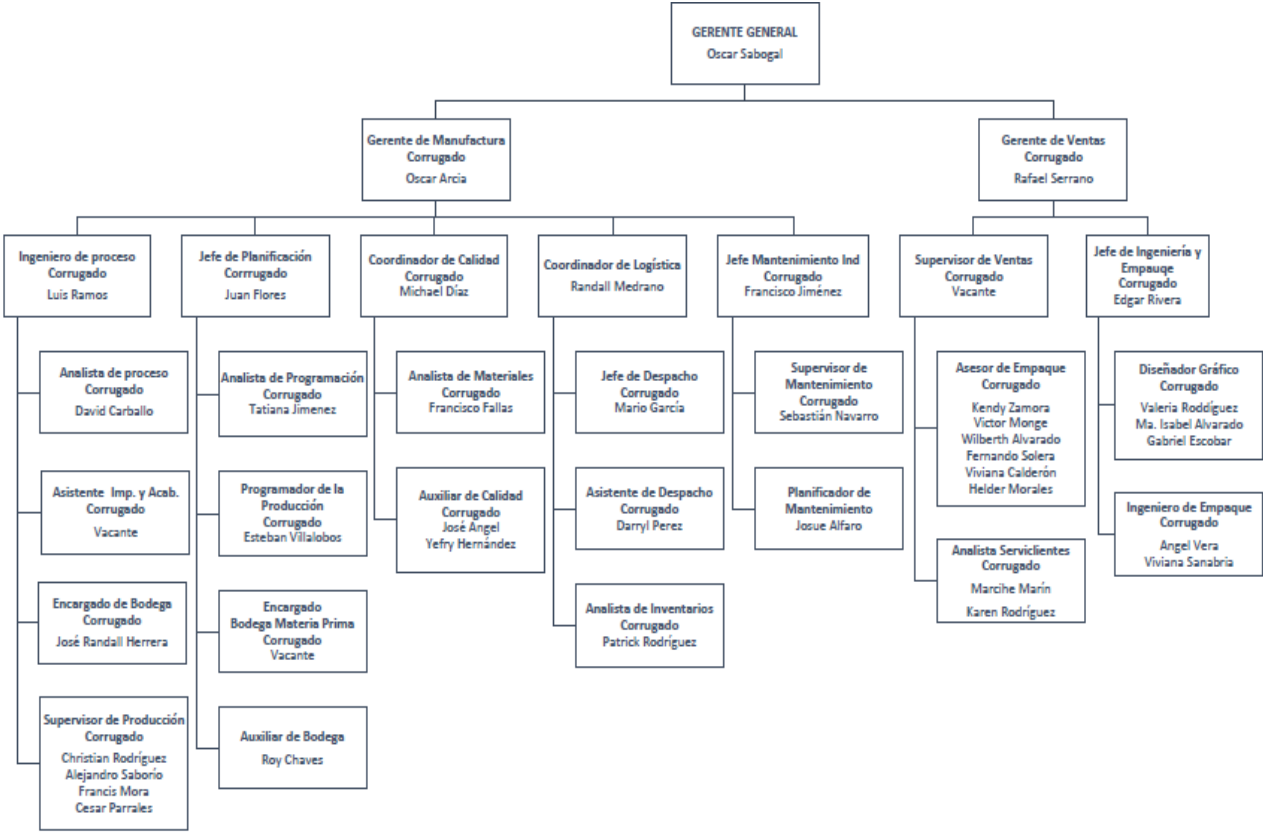 GERENTE GENERAL
Oscar Sabogal
Gerente de Manufactura
Corrugado
Oscar Arcia
Gerente de Ventas
Corrugado
Rafael Serrano
Ingeniero de proceso
Corrugado
Luis Ramos
Jefe de Planificación
Corrrugado
Juan Flores
Coordinador de Calidad
Corrugado
Michael Díaz
Coordinador de Logística
Randall Medrano
Jefe Mantenimiento Ind
Corrugado
Francisco Jiménez
Supervisor de Ventas
Corrugado
Vacante
Jefe de Ingeniería y
Empauqe
Corrugado
Edgar Rivera
Analista de proceso
Corrugado
David Carballo
Analista de Programación
Corrugado
Tatiana Jimenez
Analista de Materiales
Corrugado
Francisco Fallas
Jefe de Despacho
Corrugado
Mario García
Supervisor de
Mantenimiento
Corrugado
Sebastián Navarro
Asesor de Empaque
Corrugado
Kendy Zamora
Victor Monge
Wilberth Alvarado
Fernando Solera
Viviana Calderón
Helder Morales
Diseñador Gráfico
Corrugado
Valeria Roddíguez
Ma. Isabel Alvarado
Gabriel Escobar
Asistente Imp. y Acab.
Corrugado
Vacante
Programador de la
Producción
Corrugado
Esteban Villalobos
Auxiliar de Calidad
Corrugado
José Angel
Yefry Hernández
Asistente de Despacho
Corrugado
Darryl Perez
Planificador de
Mantenimiento
Josue Alfaro
Ingeniero de Empaque
Corrugado
Angel Vera
Viviana Sanabria
Analista Serviclientes
Corrugado
Marcihe Marín
Karen Rodríguez
Encargado de Bodega
Corrugado
José Randall Herrera
Encargado
Bodega Materia Prima
Corrugado
Vacante
Analista de Inventarios
Corrugado
Patrick Rodríguez
Supervisor de Producción
Corrugado
Christian Rodríguez
Alejandro Saborío
Francis Mora
Cesar Parrales
Auxiliar de Bodega
Roy Chaves